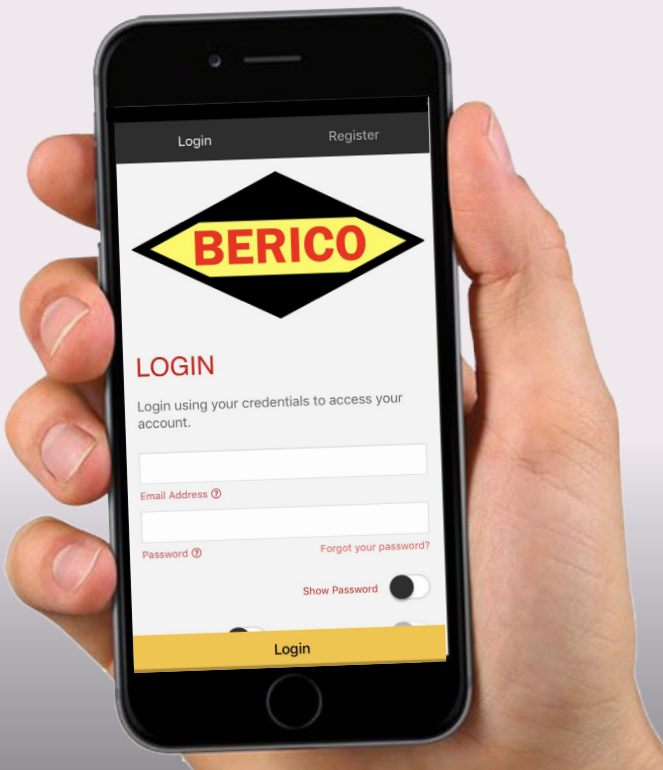 Login
Register
BERICO
LOGIN
Login using your credentials to access your
account.
Email Address ?
Password ?
Forgot your password?
Show Password
Login